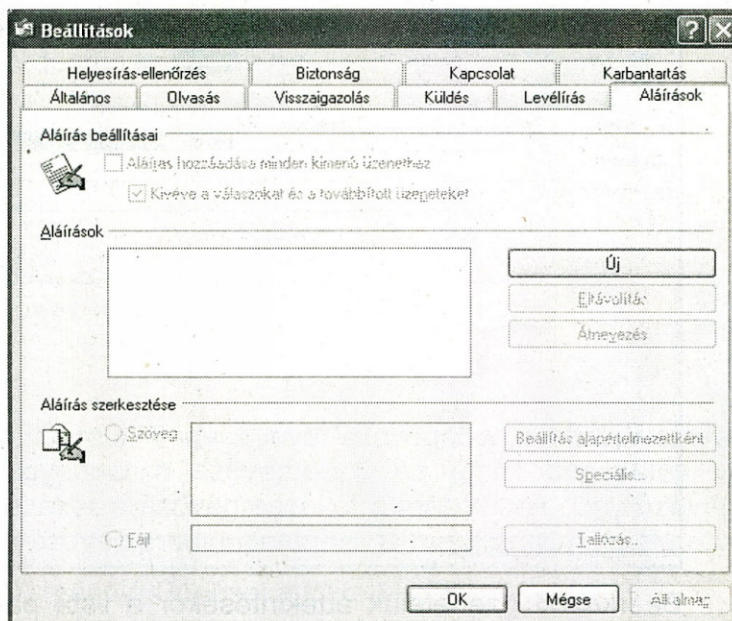 Beállítások
Helyesírás-ellenőrzés Biztonság Kapcsolat Karbantartás
Általános Olvasás Visszaigazolás Küldés Levélírás Aláírások
Aláírás beállításai
Aláírás hozzáadása minden kimenő üzenethez
Kivéve a válaszokat és a továbbított üzeneteket
Aláírások
Új
Eltávolítás
Átnevezés
Aláírás szerkesztése
Szöveg
Beállítás alapértelmezettként
Speciális...
Fájl
Tallózás...
OK Mégse Alkalmaz